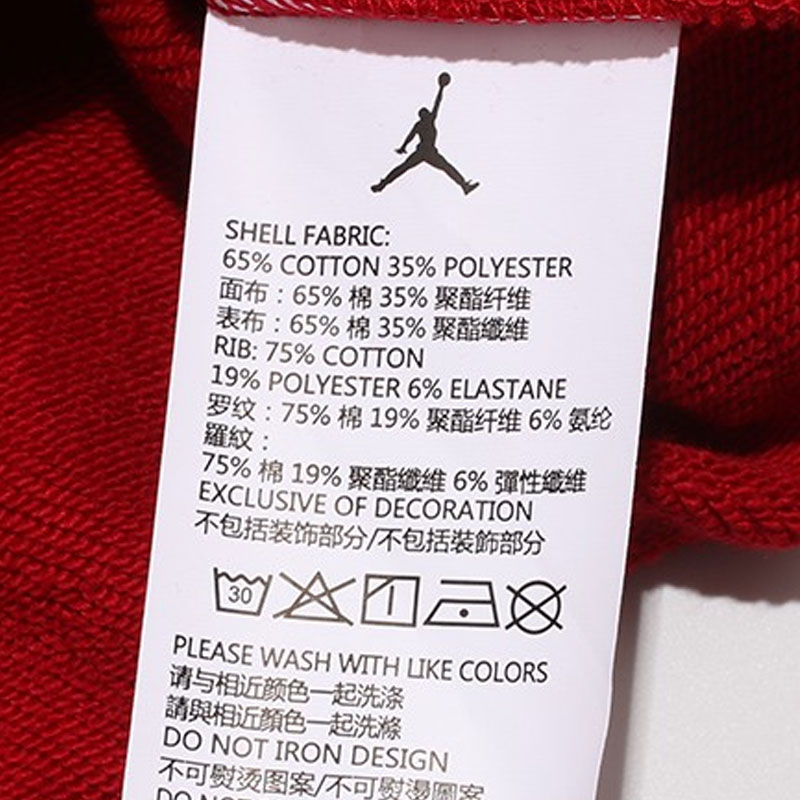 SHELL FABRIC:
65% COTTON 35% POLYESTER
面布：65% 棉 35% 聚酯纤维
表布：65% 棉 35% 聚酯纖維
RIB: 75% COTTON
19% POLYESTER 6% ELASTANE
罗纹：75% 棉 19% 聚酯纤维 6% 氨纶
羅紋：
75% 棉 19% 聚酯纖維 6% 彈性纖維
EXCLUSIVE OF DECORATION
不包括装饰部分/不包括裝飾部分
30
PLEASE WASH WITH LIKE COLORS
请与相近颜色一起洗涤
請與相近顏色一起洗滌
DO NOT IRON DESIGN
不可熨烫图案/不可熨燙圖案
DO NOT